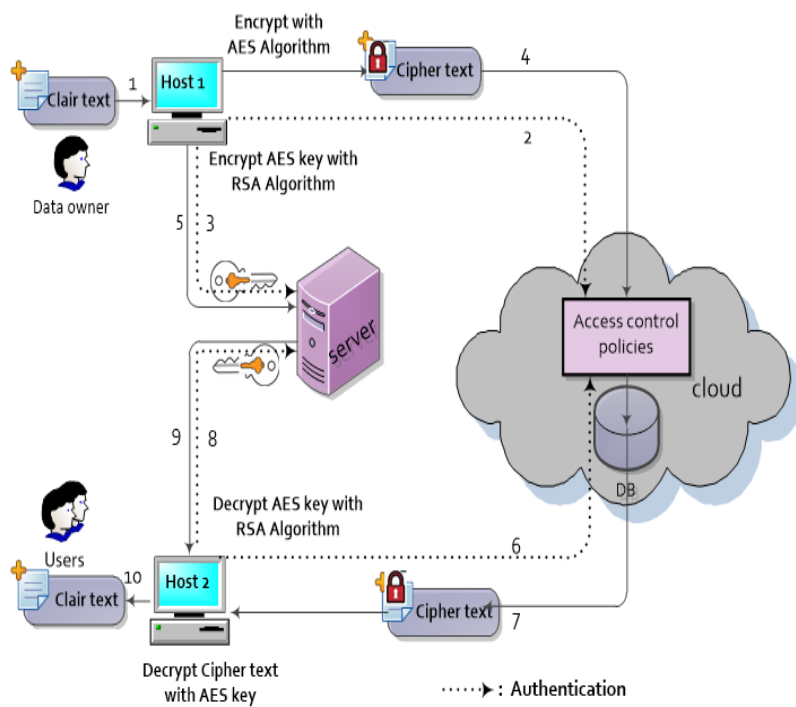 Encrypt with
AES Algorithm
4
Cipher text
1
Host 1
Clair text
2
Encrypt AES key with
RSA Algorithm
Data owner
5
3
server
Access control
policies
cloud
9
8
DB
Decrypt AES key with
RSA Algorithm
6
Users
10
Host 2
Clair text
Cipher text
7
Decrypt Cipher text
with AES key
: Authentication